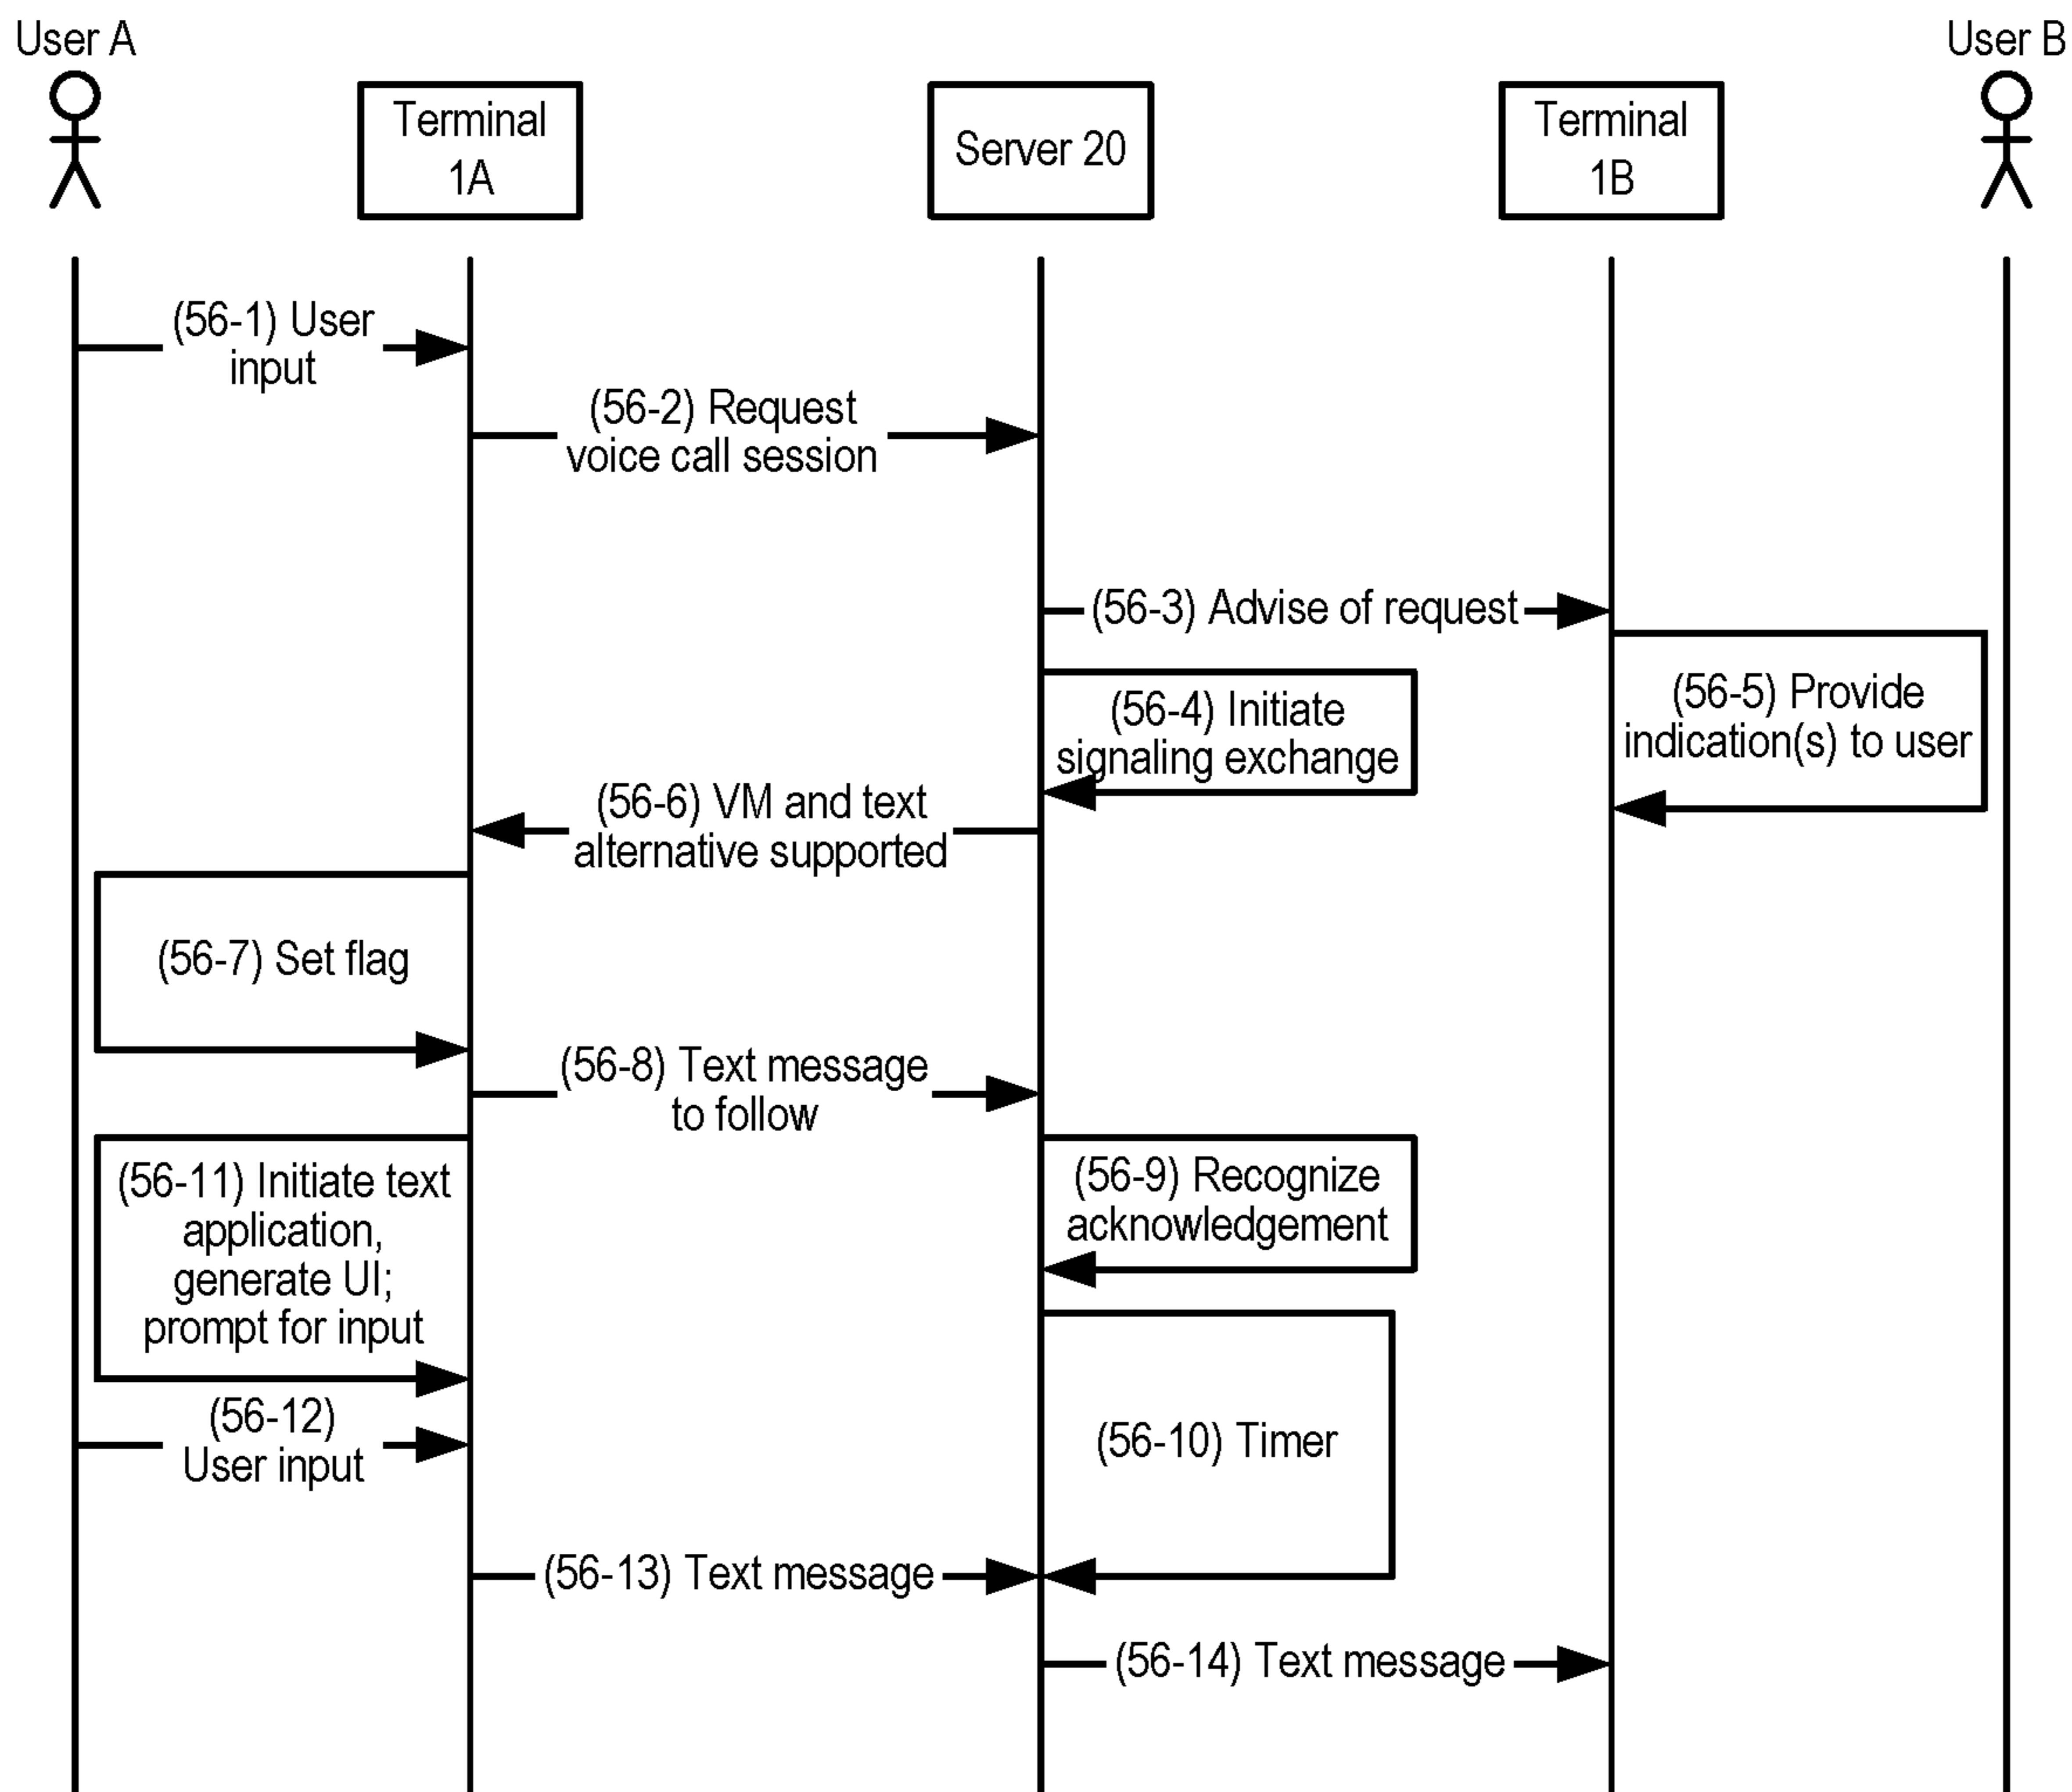 User A
User B
Terminal
1A
Server 20
Terminal
1B
(56-1) User
input
(56-2) Request
voice call session
(56-3) Advise of request
(56-4) Initiate
signaling exchange
(56-5) Provide
indication(s) to user
(56-6) VM and text
alternative supported
(56-7) Set flag
(56-8) Text message
to follow
(56-9) Recognize
acknowledgement
(56-11) Initiate text
application,
generate UI;
prompt for input
(56-10) Timer
(56-12)
User input
(56-13) Text message
(56-14) Text message